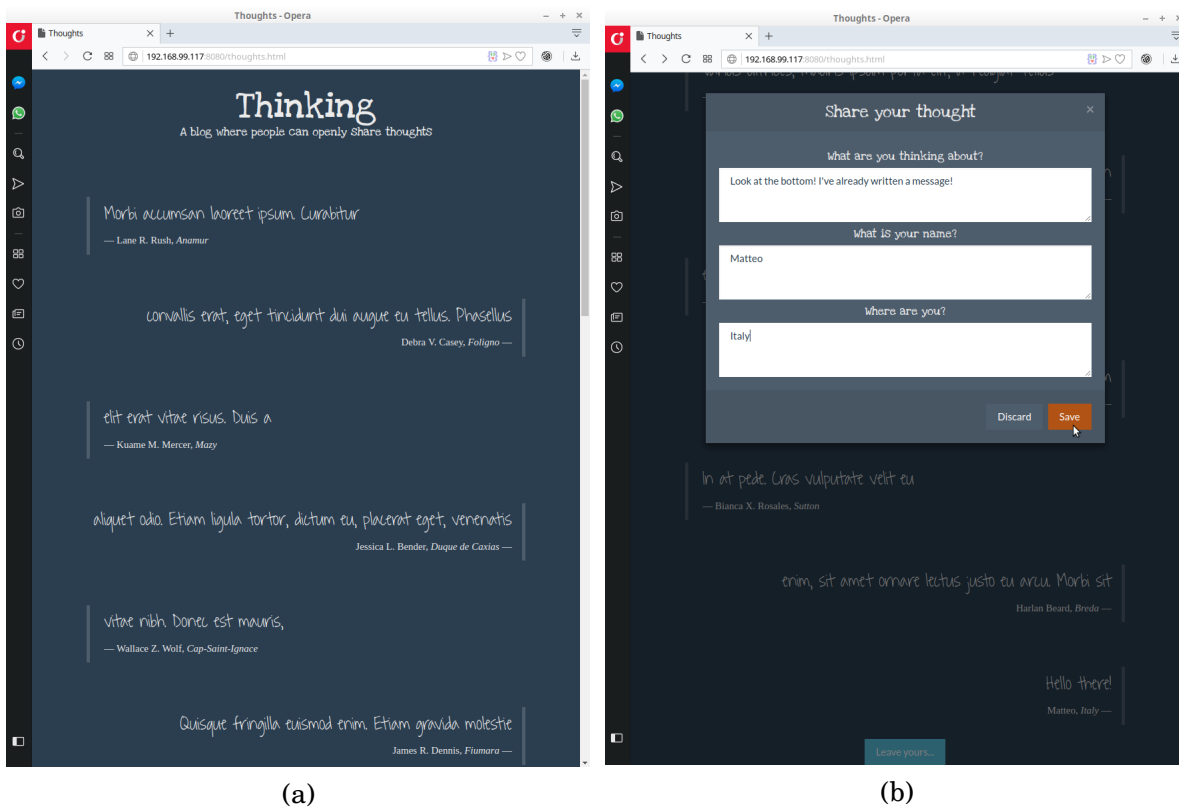 Thoughts - Opera
Thoughts
192.168.99.117:8080/thoughts.html
Thinking
A blog where people can openly share thoughts
Morbi accumsan laoreet ipsum. Curabitur
— Lane R. Rush, Anamur
convallis erat, eget tincidunt dui augue eu tellus. Phasellus
Debra V. Casey, Foligno —
elit erat vitae risus. Duis a
— Kuame M. Mercer, Mazy
aliquet odio. Etiam ligula tortor, dictum eu, placerat eget, venenatis
Jessica L. Bender, Duque de Caxias —
vitae nibh. Donec est mauris,
— Wallace Z. Wolf, Cap-Saint-Ignace
Quisque fringilla euismod enim. Etiam gravida molestie
James R. Dennis, Fiumara —
(a)
Thoughts - Opera
Thoughts
192.168.99.117:8080/thoughts.html
Share your thought
×
What are you thinking about?
Look at the bottom! I've already written a message!
What is your name?
Matteo
Where are you?
Italy
Discard
Save
In at pede. Cras vulputate velit eu
— Bianca X. Rosales, Sutton
enim, sit amet ornare lectus justo eu arcu. Morbi sit
Harlan Beard, Breda —
Hello there!
Matteo, Italy —
Leave yours...
(b)